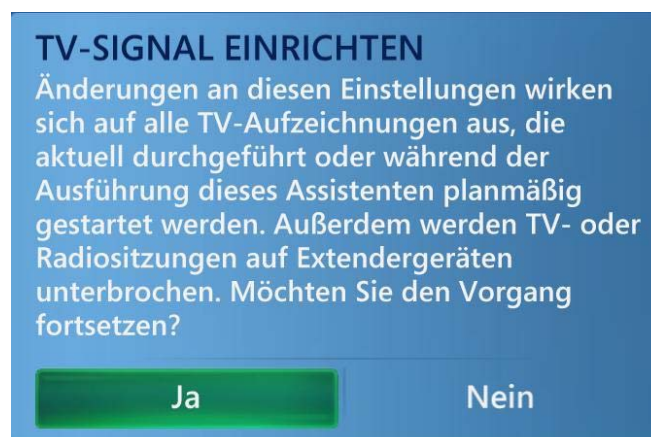 TV-SIGNAL EINRICHTEN
Änderungen an diesen Einstellungen wirken
sich auf alle TV-Aufzeichnungen aus, die
aktuell durchgeführt oder während der
Ausführung dieses Assistenten planmäßig
gestartet werden. Außerdem werden TV- oder
Radiositzungen auf Extendergeräten
unterbrochen. Möchten Sie den Vorgang
fortsetzen?
Ja Nein